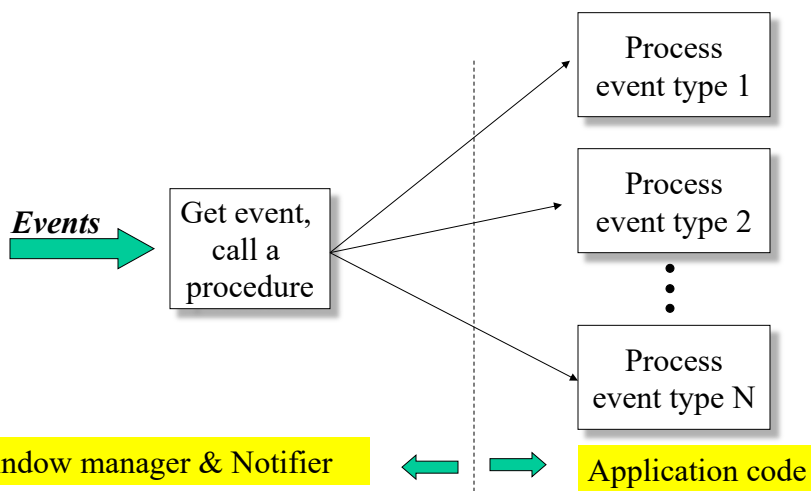 Process
event type 1
Events
Get event,
call a
procedure
Process
event type 2
Process
event type N
ndow manager & Notifier
Application code